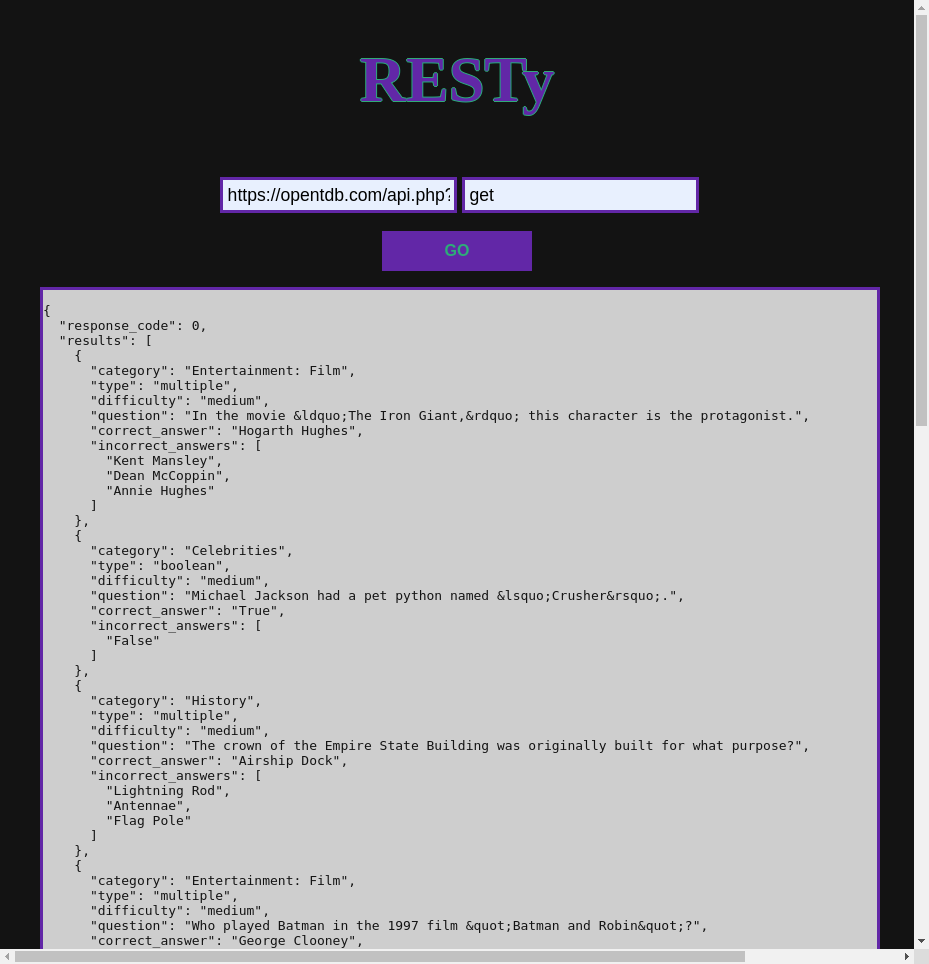 RESTy
https://opentdb.com/api.php? get
GO
{
  "response_code": 0,
  "results": [
    {
      "category": "Entertainment: Film",
      "type": "multiple",
      "difficulty": "medium",
      "question": "In the movie &ldquo;The Iron Giant,&rdquo; this character is the protagonist.",
      "correct_answer": "Hogarth Hughes",
      "incorrect_answers": [
        "Kent Mansley",
        "Dean McCoppin",
        "Annie Hughes"
      ]
    },
    {
      "category": "Celebrities",
      "type": "boolean",
      "difficulty": "medium",
      "question": "Michael Jackson had a pet python named &lsquo;Crusher&rsquo;.",
      "correct_answer": "True",
      "incorrect_answers": [
        "False"
      ]
    },
    {
      "category": "History",
      "type": "multiple",
      "difficulty": "medium",
      "question": "The crown of the Empire State Building was originally built for what purpose?",
      "correct_answer": "Airship Dock",
      "incorrect_answers": [
        "Lightning Rod",
        "Antennae",
        "Flag Pole"
      ]
    },
    {
      "category": "Entertainment: Film",
      "type": "multiple",
      "difficulty": "medium",
      "question": "Who played Batman in the 1997 film &quot;Batman and Robin&quot;?",
      "correct_answer": "George Clooney",